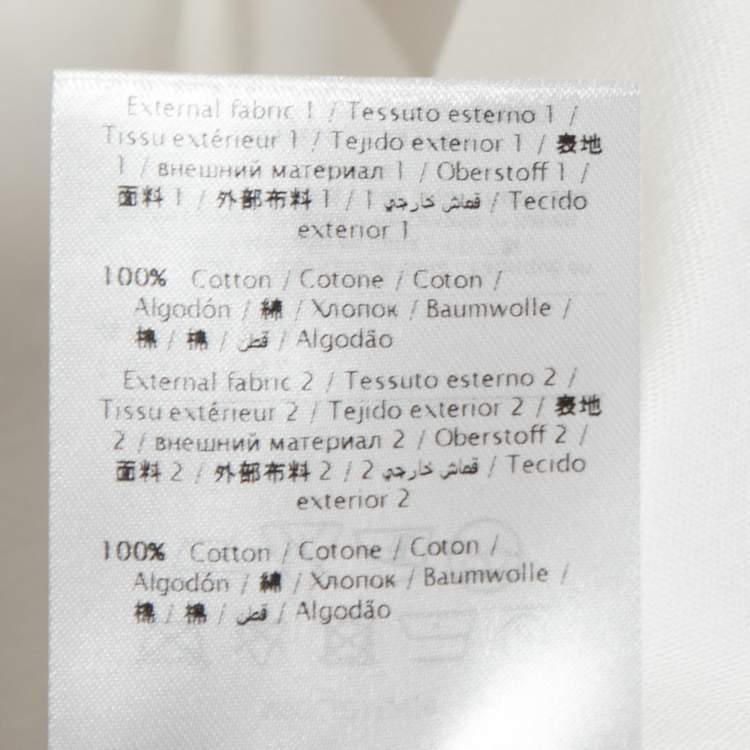 External fabric 1 / Tessuto esterno 1 /
Tissu extérieur 1 / Tejido exterior 1 / 表地
1 / внешний материал 1 / Oberstoff 1 /
面料 1 / 外部布料 1 / قماش خارجي 1 / Tecido
exterior 1
100% Cotton / Cotone / Coton /
Algodón / 綿 / Хлопок / Baumwolle /
棉 / 棉 / قطن / Algodão
External fabric 2 / Tessuto esterno 2 /
Tissu extérieur 2 / Tejido exterior 2 / 表地
2 / внешний материал 2 / Oberstoff 2 /
面料 2 / 外部布料 2 / قماش خارجي 2 / Tecido
exterior 2
100% Cotton / Cotone / Coton /
Algodón / 綿 / Хлопок / Baumwolle /
棉 / 棉 / قطن / Algodão